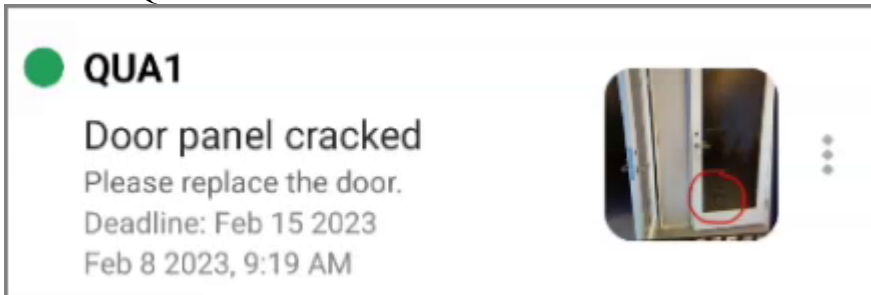 QUA1
Door panel cracked
Please replace the door.
Deadline: Feb 15 2023
Feb 8 2023, 9:19 AM